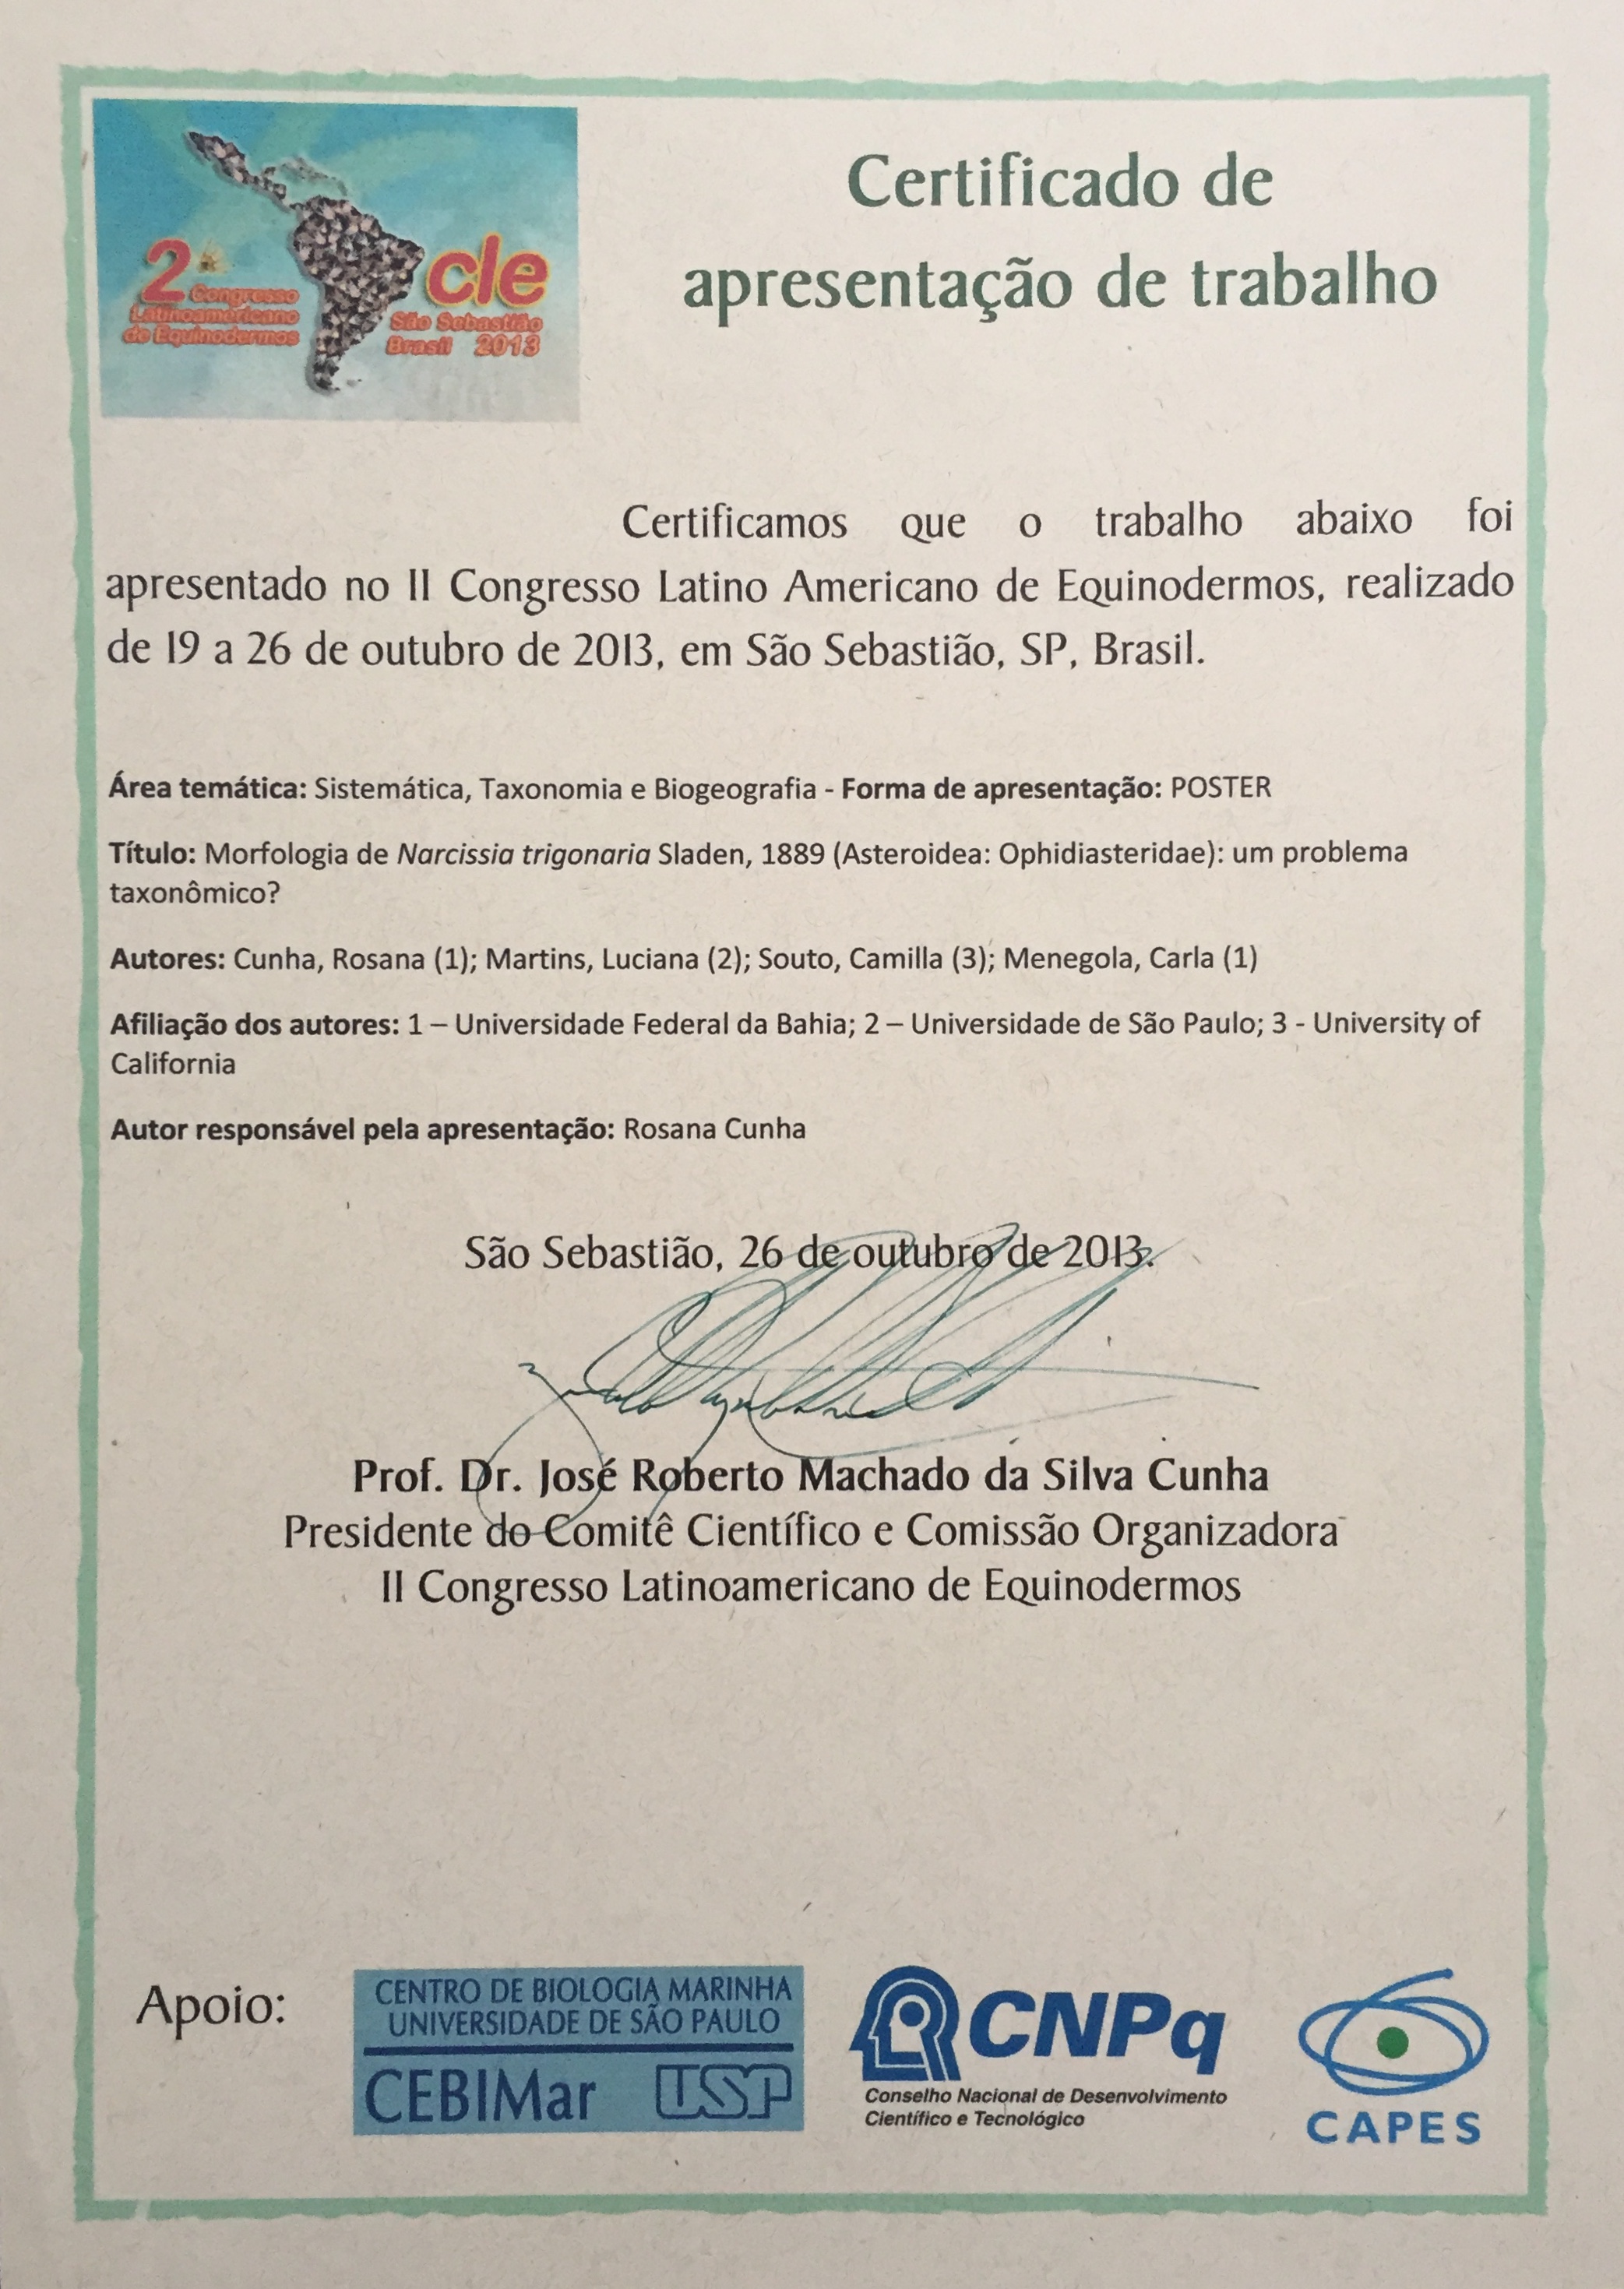 Certificado de
apresentação de trabalho
2º
Congresso
Latinoamericano
de Equinodermos
cle
São Sebastião
Brasil 2013
Certificamos que o trabalho abaixo foi
apresentado no II Congresso Latino Americano de Equinodermos, realizado
de 19 a 26 de outubro de 2013, em São Sebastião, SP, Brasil.
Área temática: Sistemática, Taxonomia e Biogeografia - Forma de apresentação: POSTER
Título: Morfologia de Narcissia trigonaria Sladen, 1889 (Asteroidea: Ophidiasteridae): um problema
taxonômico?
Autores: Cunha, Rosana (1); Martins, Luciana (2); Souto, Camilla (3); Menegola, Carla (1)
Afiliação dos autores: 1 – Universidade Federal da Bahia; 2 – Universidade de São Paulo; 3 - University of
California
Autor responsável pela apresentação: Rosana Cunha
São Sebastião, 26 de outubro de 2013.
Prof. Dr. José Roberto Machado da Silva Cunha
Presidente do Comitê Científico e Comissão Organizadora
II Congresso Latinoamericano de Equinodermos
Apoio:
CENTRO DE BIOLOGIA MARINHA
UNIVERSIDADE DE SÃO PAULO
CEBIMar USP
CNPq
Conselho Nacional de Desenvolvimento
Científico e Tecnológico
CAPES